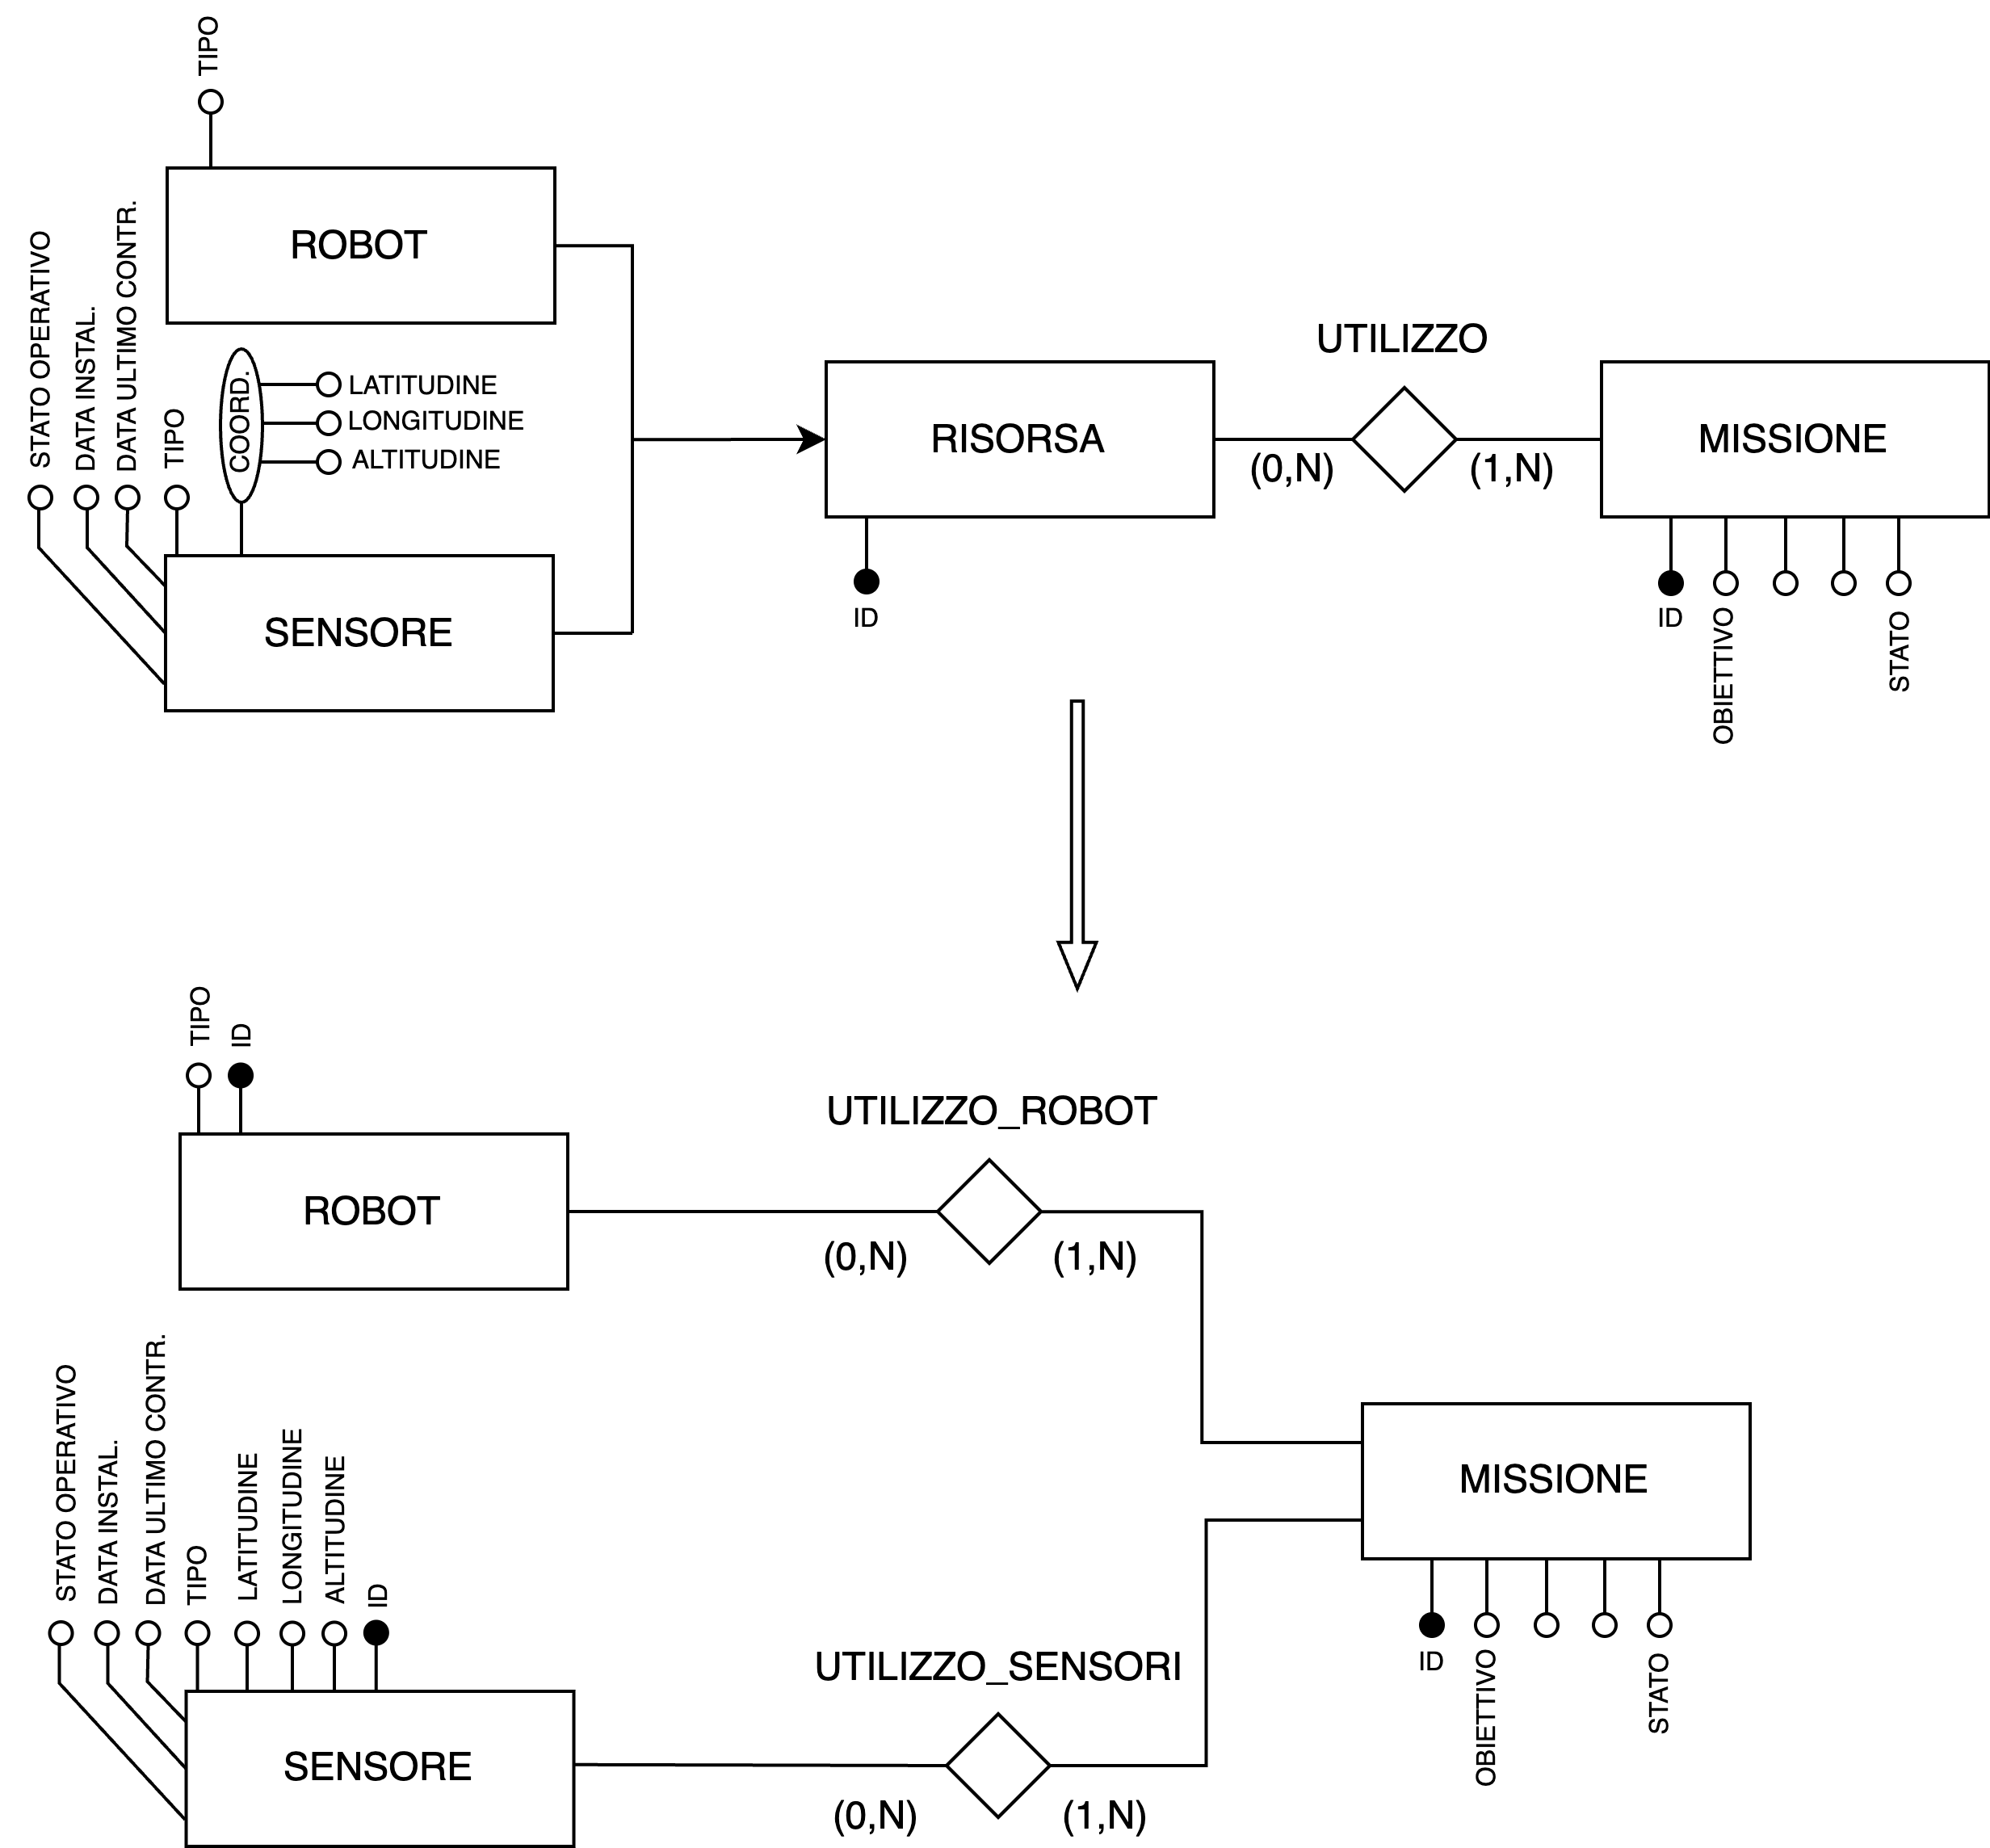 TIPO
ROBOT
STATO OPERATIVO
DATA INSTAL.
DATA ULTIMO CONTR.
TIPO
COORD.
LATITUDINE
LONGITUDINE
ALTITUDINE
SENSORE
RISORSA
ID
UTILIZZO
(0,N)
(1,N)
MISSIONE
ID
OBIETTIVO
STATO
TIPO
ID
ROBOT
UTILIZZO_ROBOT
(0,N)
(1,N)
STATO OPERATIVO
DATA INSTAL.
DATA ULTIMO CONTR.
TIPO
LATITUDINE
LONGITUDINE
ALTITUDINE
ID
SENSORE
UTILIZZO_SENSORI
(0,N)
(1,N)
MISSIONE
ID
OBIETTIVO
STATO